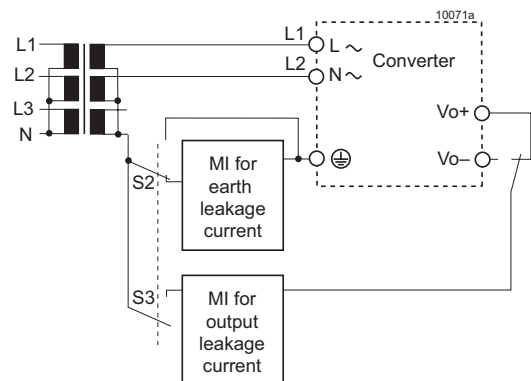 10071a
L1
L1
L ~
L2
L2
N ~
Converter
L3
N
Vo+
Vo–
S2
MI for
earth
leakage
current
S3
MI for
output
leakage
current